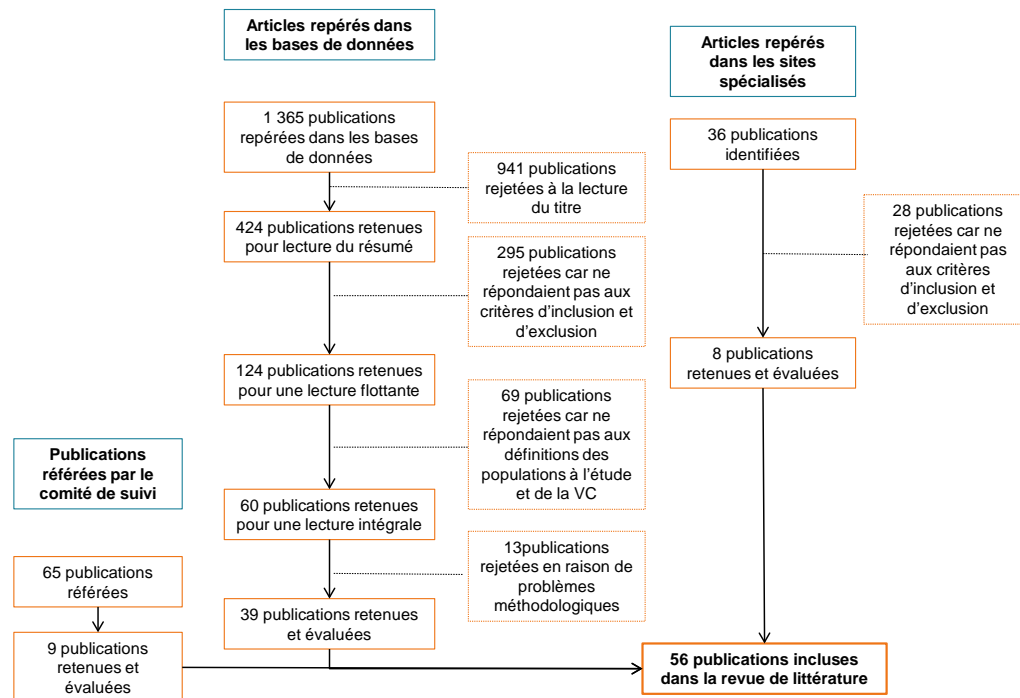 Articles repérés dans
les bases de données
Articles repérés
dans les sites
spécialisés
1 365 publications
repérées dans les bases
de données
36 publications
identifiées
941 publications
rejetées à la lecture
du titre
424 publications retenues
pour lecture du résumé
28 publications
rejetées car ne
répondaient pas
aux critères
d'inclusion et
d'exclusion
295 publications
rejetées car ne
répondaient pas aux
critères d'inclusion et
d'exclusion
8 publications
retenues et évaluées
124 publications retenues
pour une lecture flottante
69 publications
rejetées car ne
répondaient pas aux
définitions des
populations à l'étude
et de la VC
Publications
référées par le
comité de suivi
60 publications retenues
pour une lecture intégrale
13publications
rejetées en raison de
problèmes
méthodologiques
65 publications
référées
39 publications retenues
et évaluées
9 publications
retenues et
évaluées
56 publications incluses
dans la revue de littérature